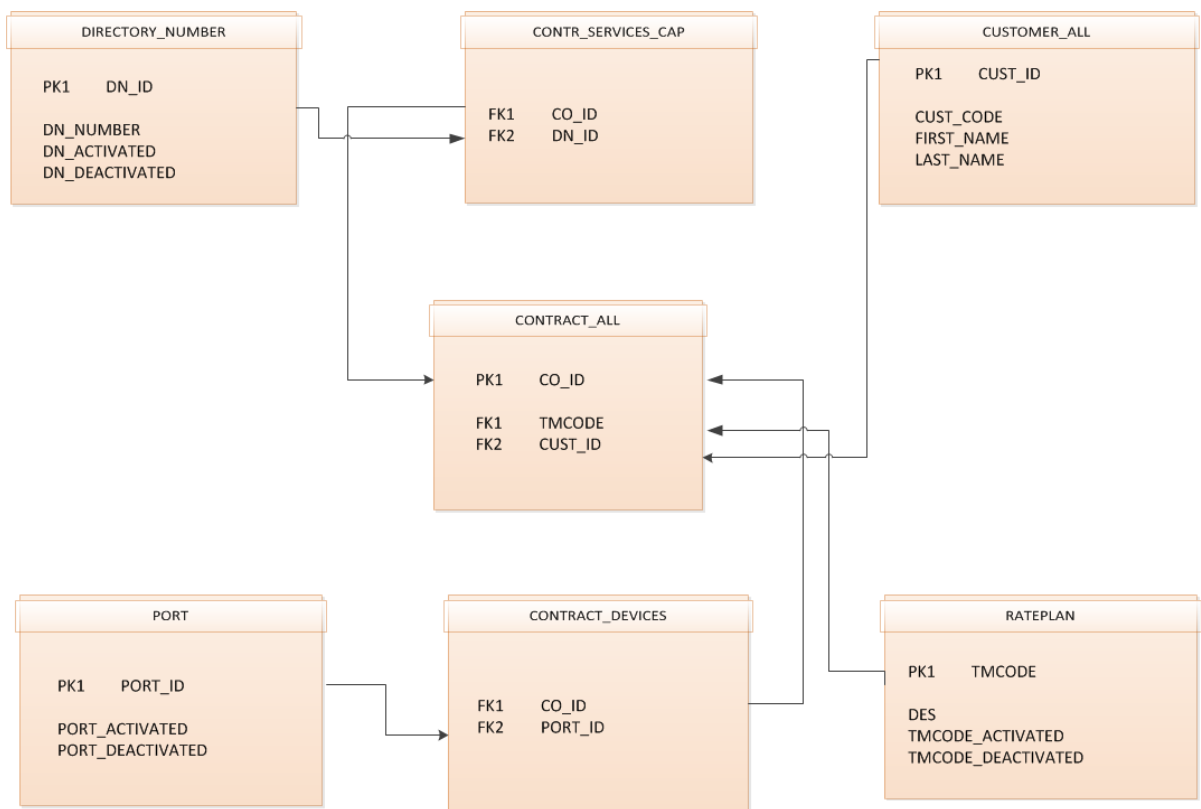 DIRECTORY_NUMBER
PK1 DN_ID
DN_NUMBER
DN_ACTIVATED
DN_DEACTIVATED
CONTR_SERVICES_CAP
FK1 CO_ID
FK2 DN_ID
CUSTOMER_ALL
PK1 CUST_ID
CUST_CODE
FIRST_NAME
LAST_NAME
CONTRACT_ALL
PK1 CO_ID
FK1 TMCODE
FK2 CUST_ID
PORT
PK1 PORT_ID
PORT_ACTIVATED
PORT_DEACTIVATED
CONTRACT_DEVICES
FK1 CO_ID
FK2 PORT_ID
RATEPLAN
PK1 TMCODE
DES
TMCODE_ACTIVATED
TMCODE_DEACTIVATED